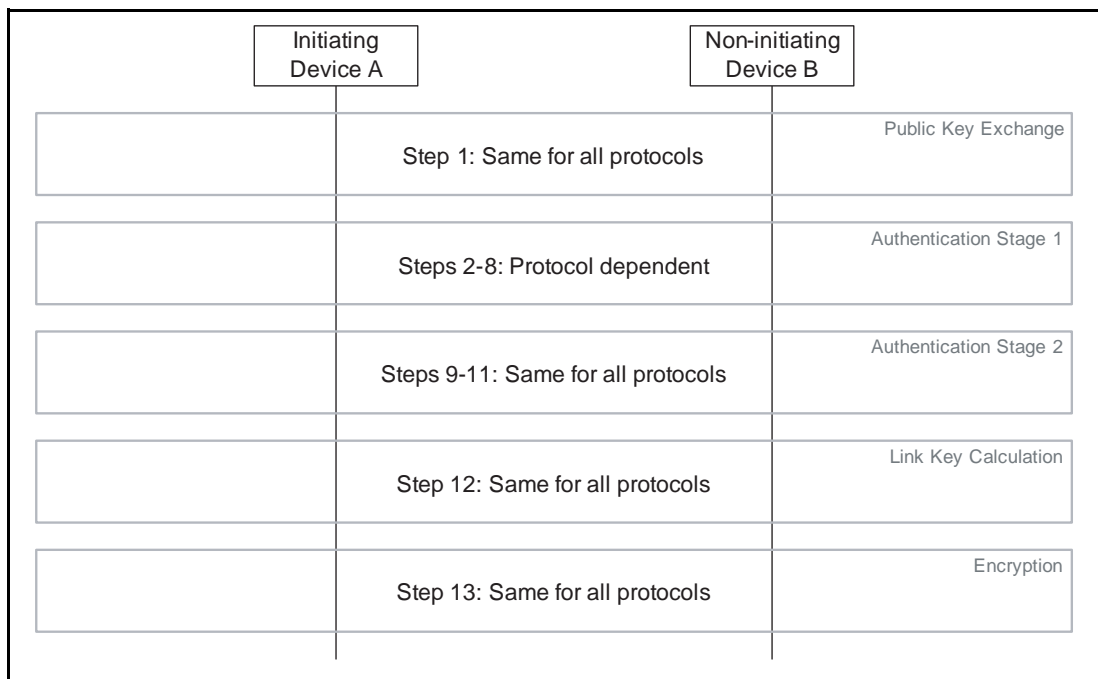 Initiating
Device A
Non-initiating
Device B
Public Key Exchange
Step 1: Same for all protocols
Authentication Stage 1
Steps 2-8: Protocol dependent
Authentication Stage 2
Steps 9-11: Same for all protocols
Link Key Calculation
Step 12: Same for all protocols
Encryption
Step 13: Same for all protocols